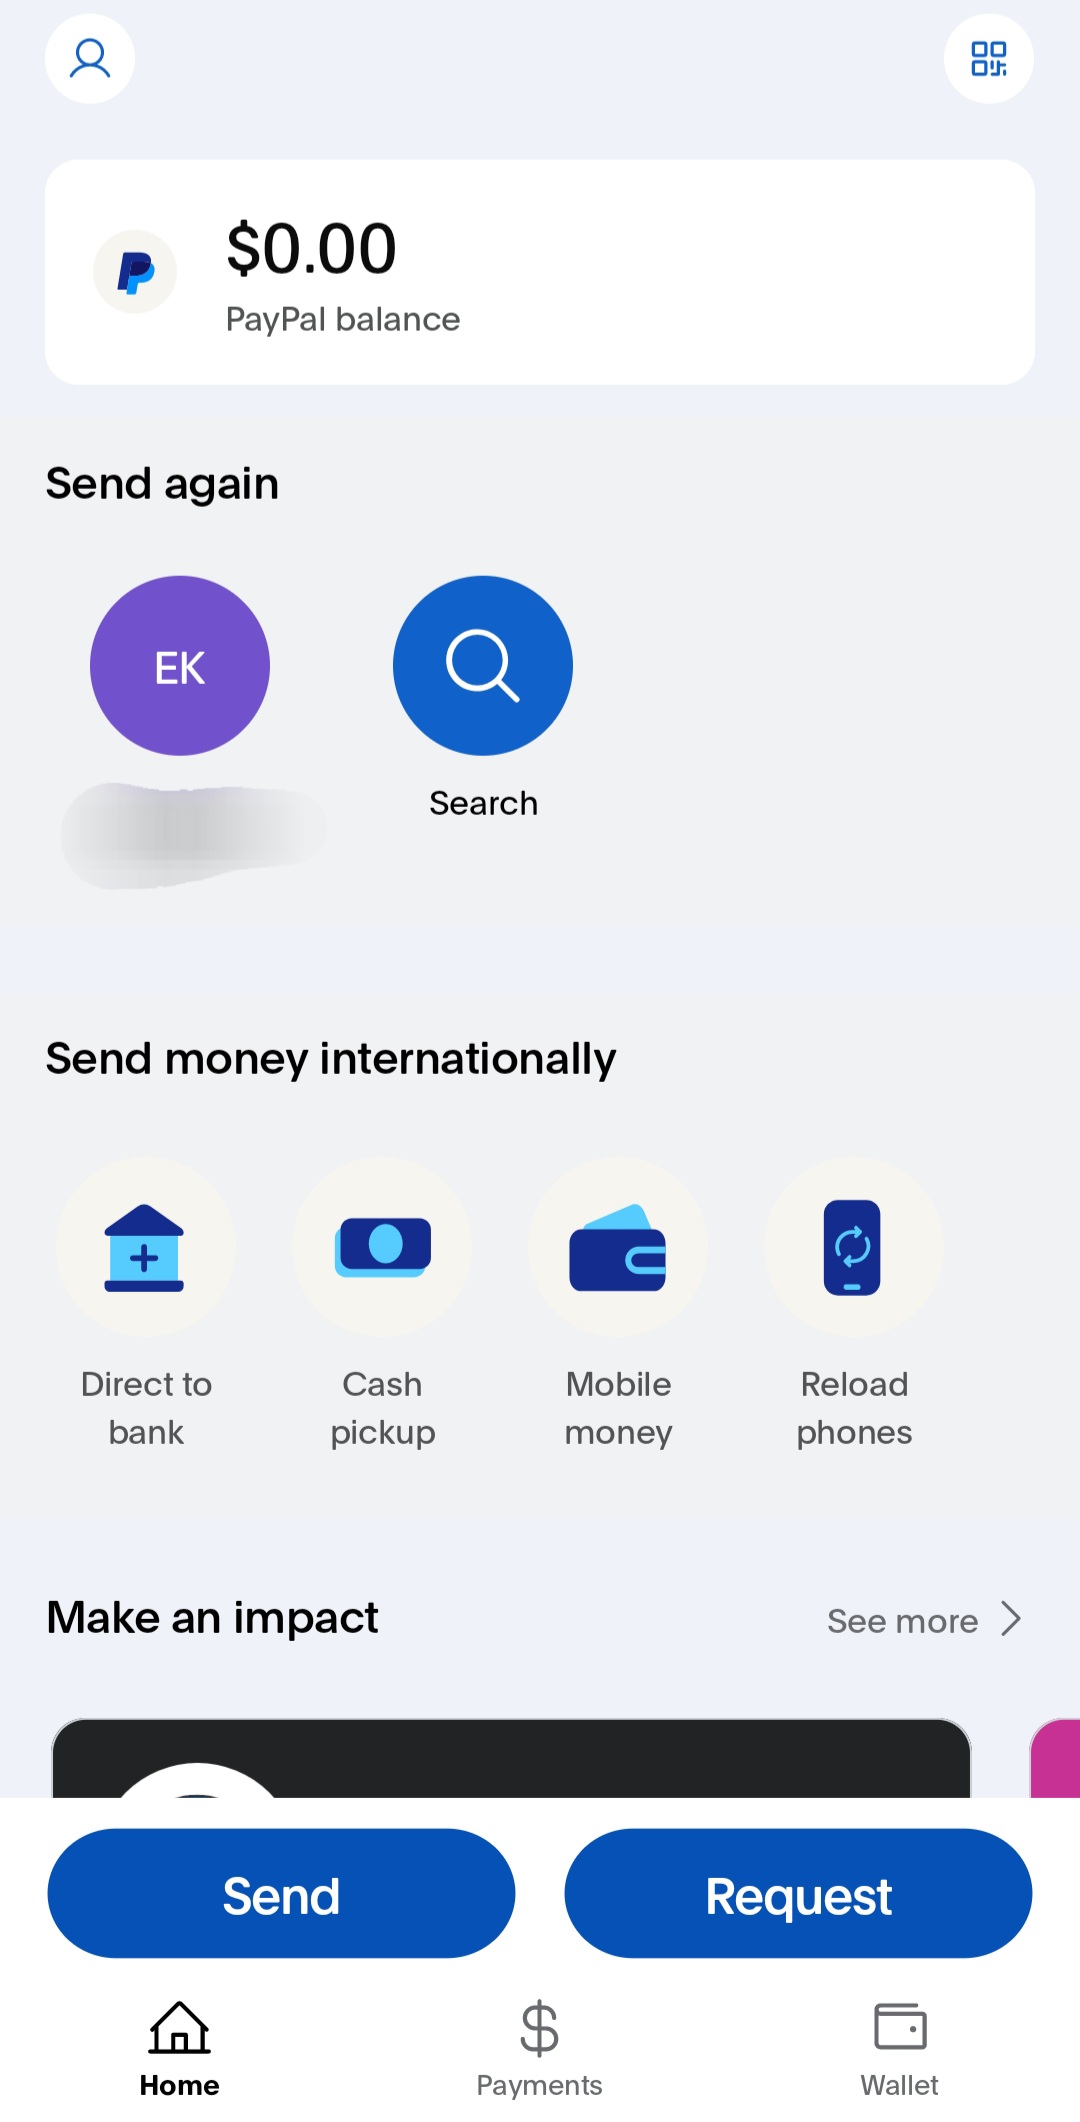 $0.00
PayPal balance
Send again
EK
Search
Send money internationally
Direct to
bank
Cash
pickup
Mobile
money
Reload
phones
Make an impact
See more
Send
Request
Home
Payments
Wallet